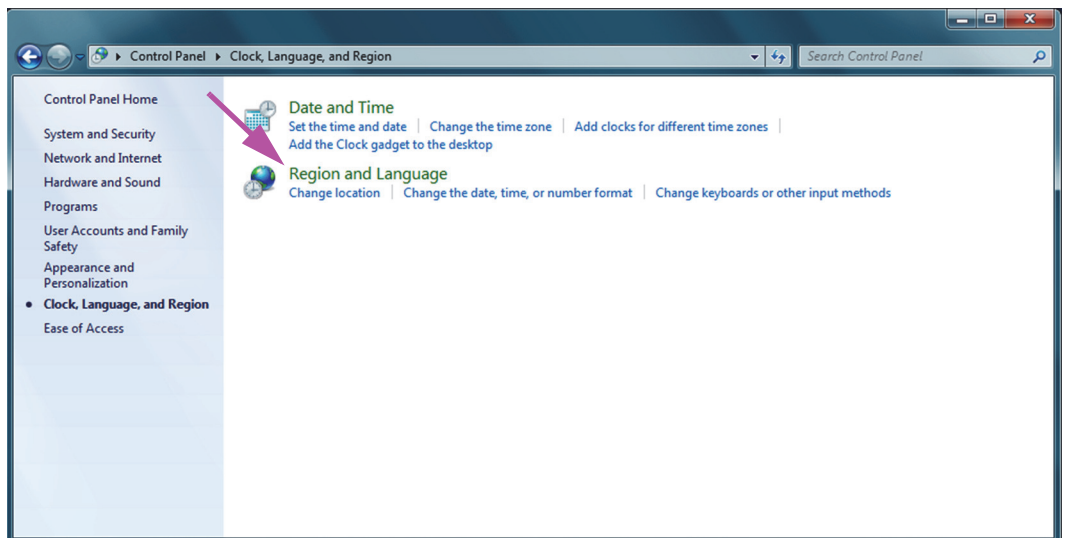 Control Panel ▸ Clock, Language, and Region
Search Control Panel
Control Panel Home
System and Security
Network and Internet
Hardware and Sound
Programs
User Accounts and Family
Safety
Appearance and
Personalization
Clock, Language, and Region
Ease of Access
Date and Time
Set the time and date | Change the time zone | Add clocks for different time zones |
Add the Clock gadget to the desktop
Region and Language
Change location | Change the date, time, or number format | Change keyboards or other input methods